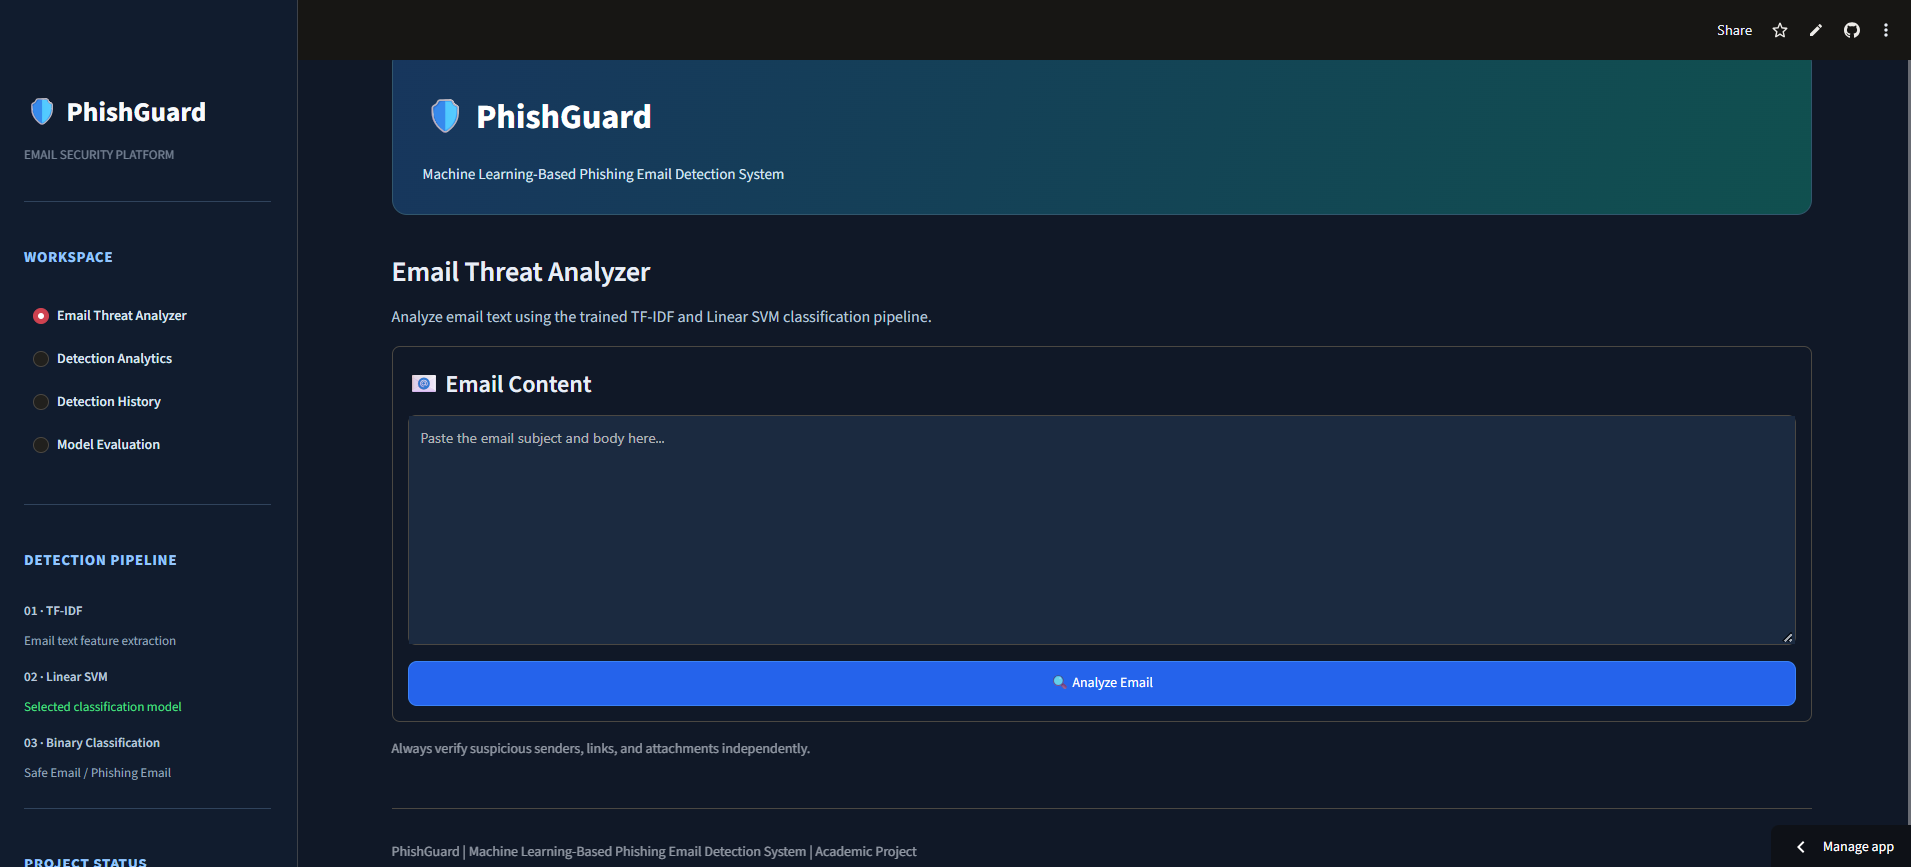 Share
PhishGuard
EMAIL SECURITY PLATFORM
WORKSPACE
Email Threat Analyzer
Detection Analytics
Detection History
Model Evaluation
DETECTION PIPELINE
01 · TF-IDF
Email text feature extraction
02 · Linear SVM
Selected classification model
03 · Binary Classification
Safe Email / Phishing Email
PROJECT STATUS
PhishGuard
Machine Learning-Based Phishing Email Detection System
Email Threat Analyzer
Analyze email text using the trained TF-IDF and Linear SVM classification pipeline.
Email Content
Paste the email subject and body here...
Analyze Email
Always verify suspicious senders, links, and attachments independently.
PhishGuard | Machine Learning-Based Phishing Email Detection System | Academic Project
Manage app